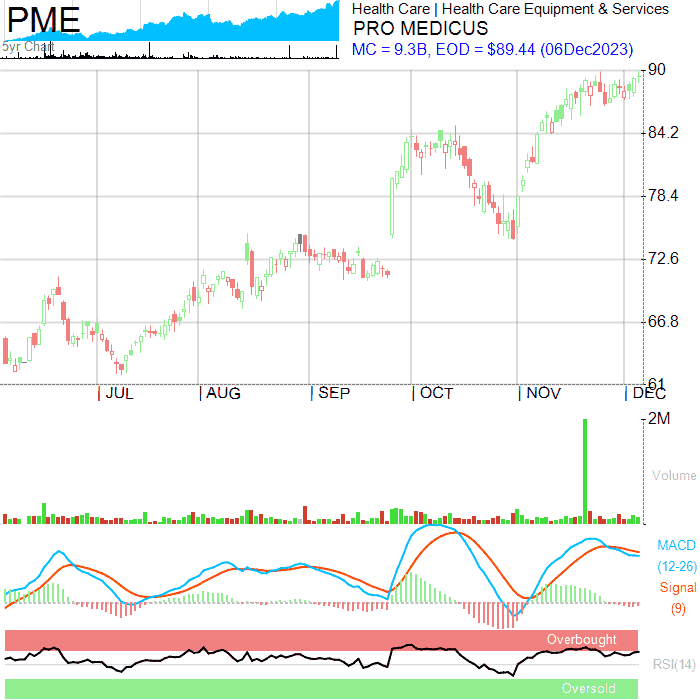 PME
5yr Chart
Health Care | Health Care Equipment & Services
PRO MEDICUS
MC = 9.3B, EOD = $89.44 (06Dec2023)
90
84.2
78.4
72.6
66.8
61
JUL
AUG
SEP
OCT
NOV
DEC
2M
Volume
MACD
(12-26)
Signal
(9)
Overbought
RSI(14)
Oversold